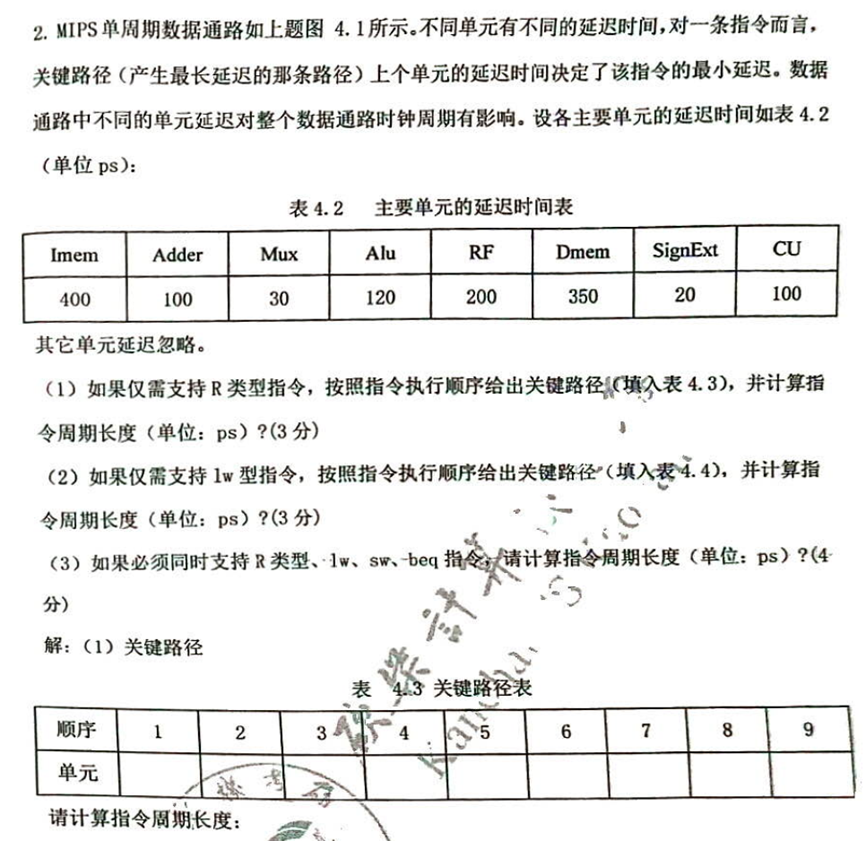 2. MIPS单周期数据通路如上题图 4.1所示。不同单元有不同的延迟时间,对一条指令而言,
关键路径(产生最长延迟的那条路径)上个单元的延迟时间决定了该指令的最小延迟。数据
通路中不同的单元延迟对整个数据通路时钟周期有影响。设各主要单元的延迟时间如表 4.2
(单位 ps):
表 4.2 主要单元的延迟时间表
Imem Adder Mux Alu RF Dmem SignExt CU
400 100 30 120 200 350 20 100
其它单元延迟忽略。
(1)如果仅需支持 R 类型指令,按照指令执行顺序给出关键路径(填入表 4.3),并计算指
令周期长度(单位:ps)?(3 分)
(2)如果仅需支持 lw 型指令,按照指令执行顺序给出关键路径(填入表 4.4),并计算指
令周期长度(单位:ps)?(3 分)
(3)如果必须同时支持 R 类型、lw、sw、beq 指令,请计算指令周期长度(单位:ps)?(4
分)
解:(1)关键路径
表 4.3 关键路径表
顺序 1 2 3 4 5 6 7 8 9
单元
请计算指令周期长度: